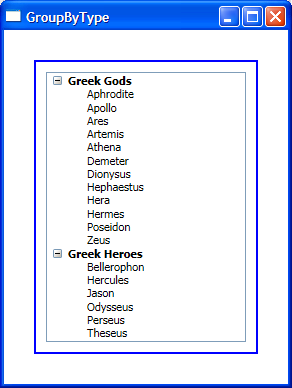 GroupByType
Greek Gods
Aphrodite
Apollo
Ares
Artemis
Athena
Demeter
Dionysus
Hephaestus
Hera
Hermes
Poseidon
Zeus
Greek Heroes
Bellerophon
Hercules
Jason
Odysseus
Perseus
Theseus